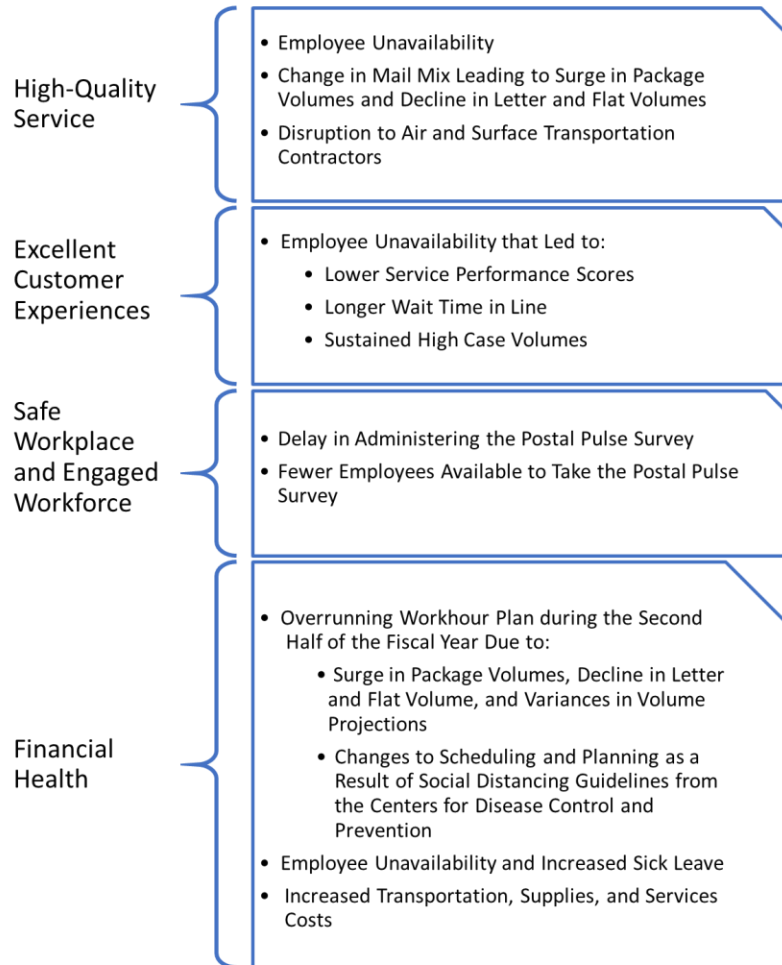 High-Quality
Service
• Employee Unavailability
• Change in Mail Mix Leading to Surge in Package
Volumes and Decline in Letter and Flat Volumes
• Disruption to Air and Surface Transportation
Contractors
Excellent
Customer
Experiences
• Employee Unavailability that Led to:
• Lower Service Performance Scores
• Longer Wait Time in Line
• Sustained High Case Volumes
Safe
Workplace
and Engaged
Workforce
• Delay in Administering the Postal Pulse Survey
• Fewer Employees Available to Take the Postal Pulse
Survey
Financial
Health
• Overrunning Workhour Plan during the Second
Half of the Fiscal Year Due to:
• Surge in Package Volumes, Decline in Letter
and Flat Volume, and Variances in Volume
Projections
• Changes to Scheduling and Planning as a
Result of Social Distancing Guidelines from
the Centers for Disease Control and
Prevention
• Employee Unavailability and Increased Sick Leave
• Increased Transportation, Supplies, and Services
Costs